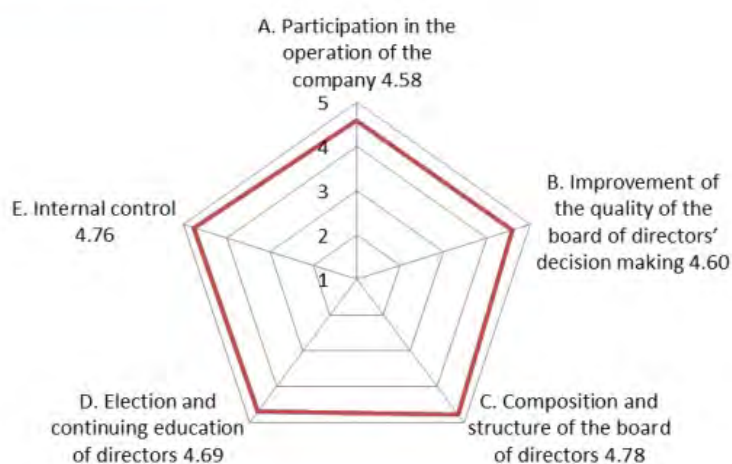 A. Participation in the
operation of the
company 4.58
5
4
3
2
1
B. Improvement of
the quality of the
board of directors’
decision making 4.60
E. Internal control
4.76
D. Election and
continuing education
of directors 4.69
C. Composition and
structure of the board
of directors 4.78